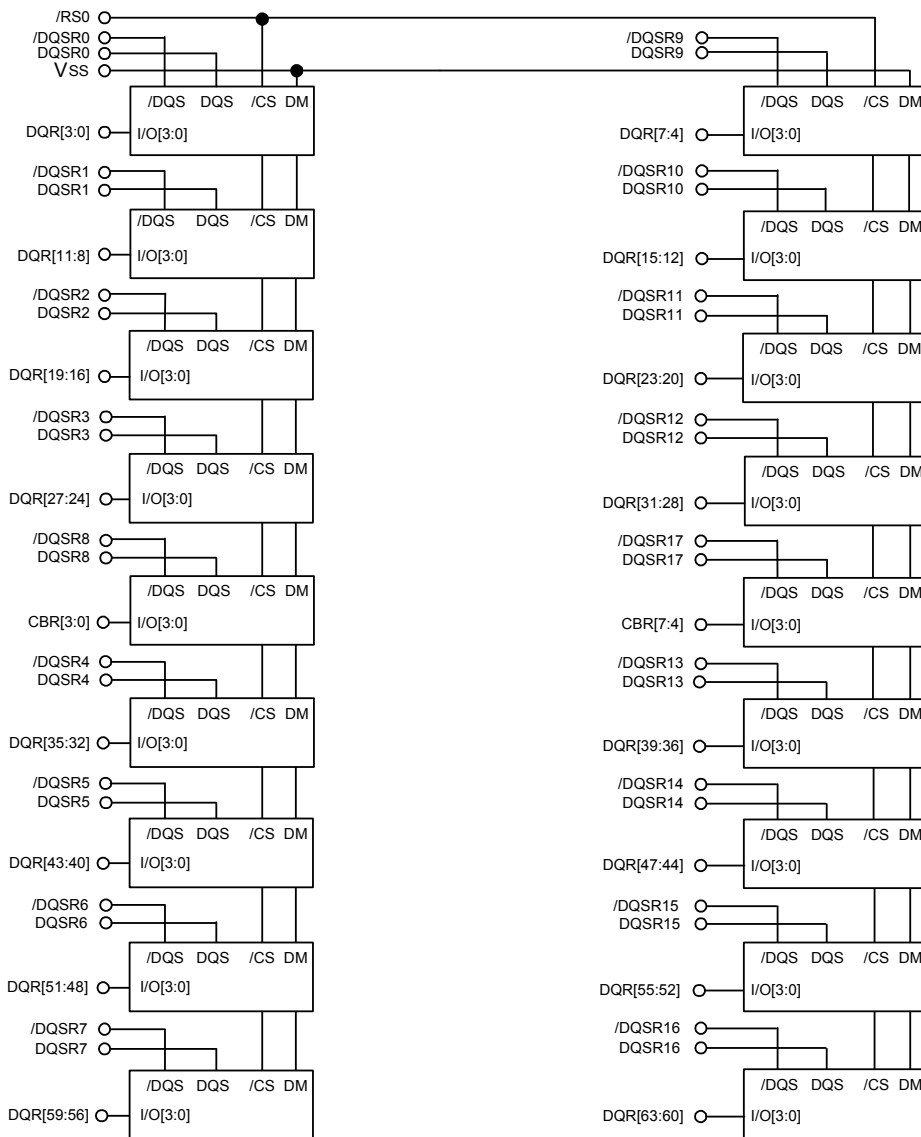 /RS0
/DQSR0 /DQSR9
DQSR0 DQSR9
VSS
/DQS DQS /CS DM /DQS DQS /CS DM
DQR[3:0] I/O[3:0] DQR[7:4] I/O[3:0]
/DQSR1 /DQSR10
DQSR1 DQSR10
/DQS DQS /CS DM /DQS DQS /CS DM
DQR[11:8] I/O[3:0] DQR[15:12] I/O[3:0]
/DQSR2 /DQSR11
DQSR2 DQSR11
/DQS DQS /CS DM /DQS DQS /CS DM
DQR[19:16] I/O[3:0] DQR[23:20] I/O[3:0]
/DQSR3 /DQSR12
DQSR3 DQSR12
/DQS DQS /CS DM /DQS DQS /CS DM
DQR[27:24] I/O[3:0] DQR[31:28] I/O[3:0]
/DQSR8 /DQSR17
DQSR8 DQSR17
/DQS DQS /CS DM /DQS DQS /CS DM
CBR[3:0] I/O[3:0] CBR[7:4] I/O[3:0]
/DQSR4 /DQSR13
DQSR4 DQSR13
/DQS DQS /CS DM /DQS DQS /CS DM
DQR[35:32] I/O[3:0] DQR[39:36] I/O[3:0]
/DQSR5 /DQSR14
DQSR5 DQSR14
/DQS DQS /CS DM /DQS DQS /CS DM
DQR[43:40] I/O[3:0] DQR[47:44] I/O[3:0]
/DQSR6 /DQSR15
DQSR6 DQSR15
/DQS DQS /CS DM /DQS DQS /CS DM
DQR[51:48] I/O[3:0] DQR[55:52] I/O[3:0]
/DQSR7 /DQSR16
DQSR7 DQSR16
/DQS DQS /CS DM /DQS DQS /CS DM
DQR[59:56] I/O[3:0] DQR[63:60] I/O[3:0]